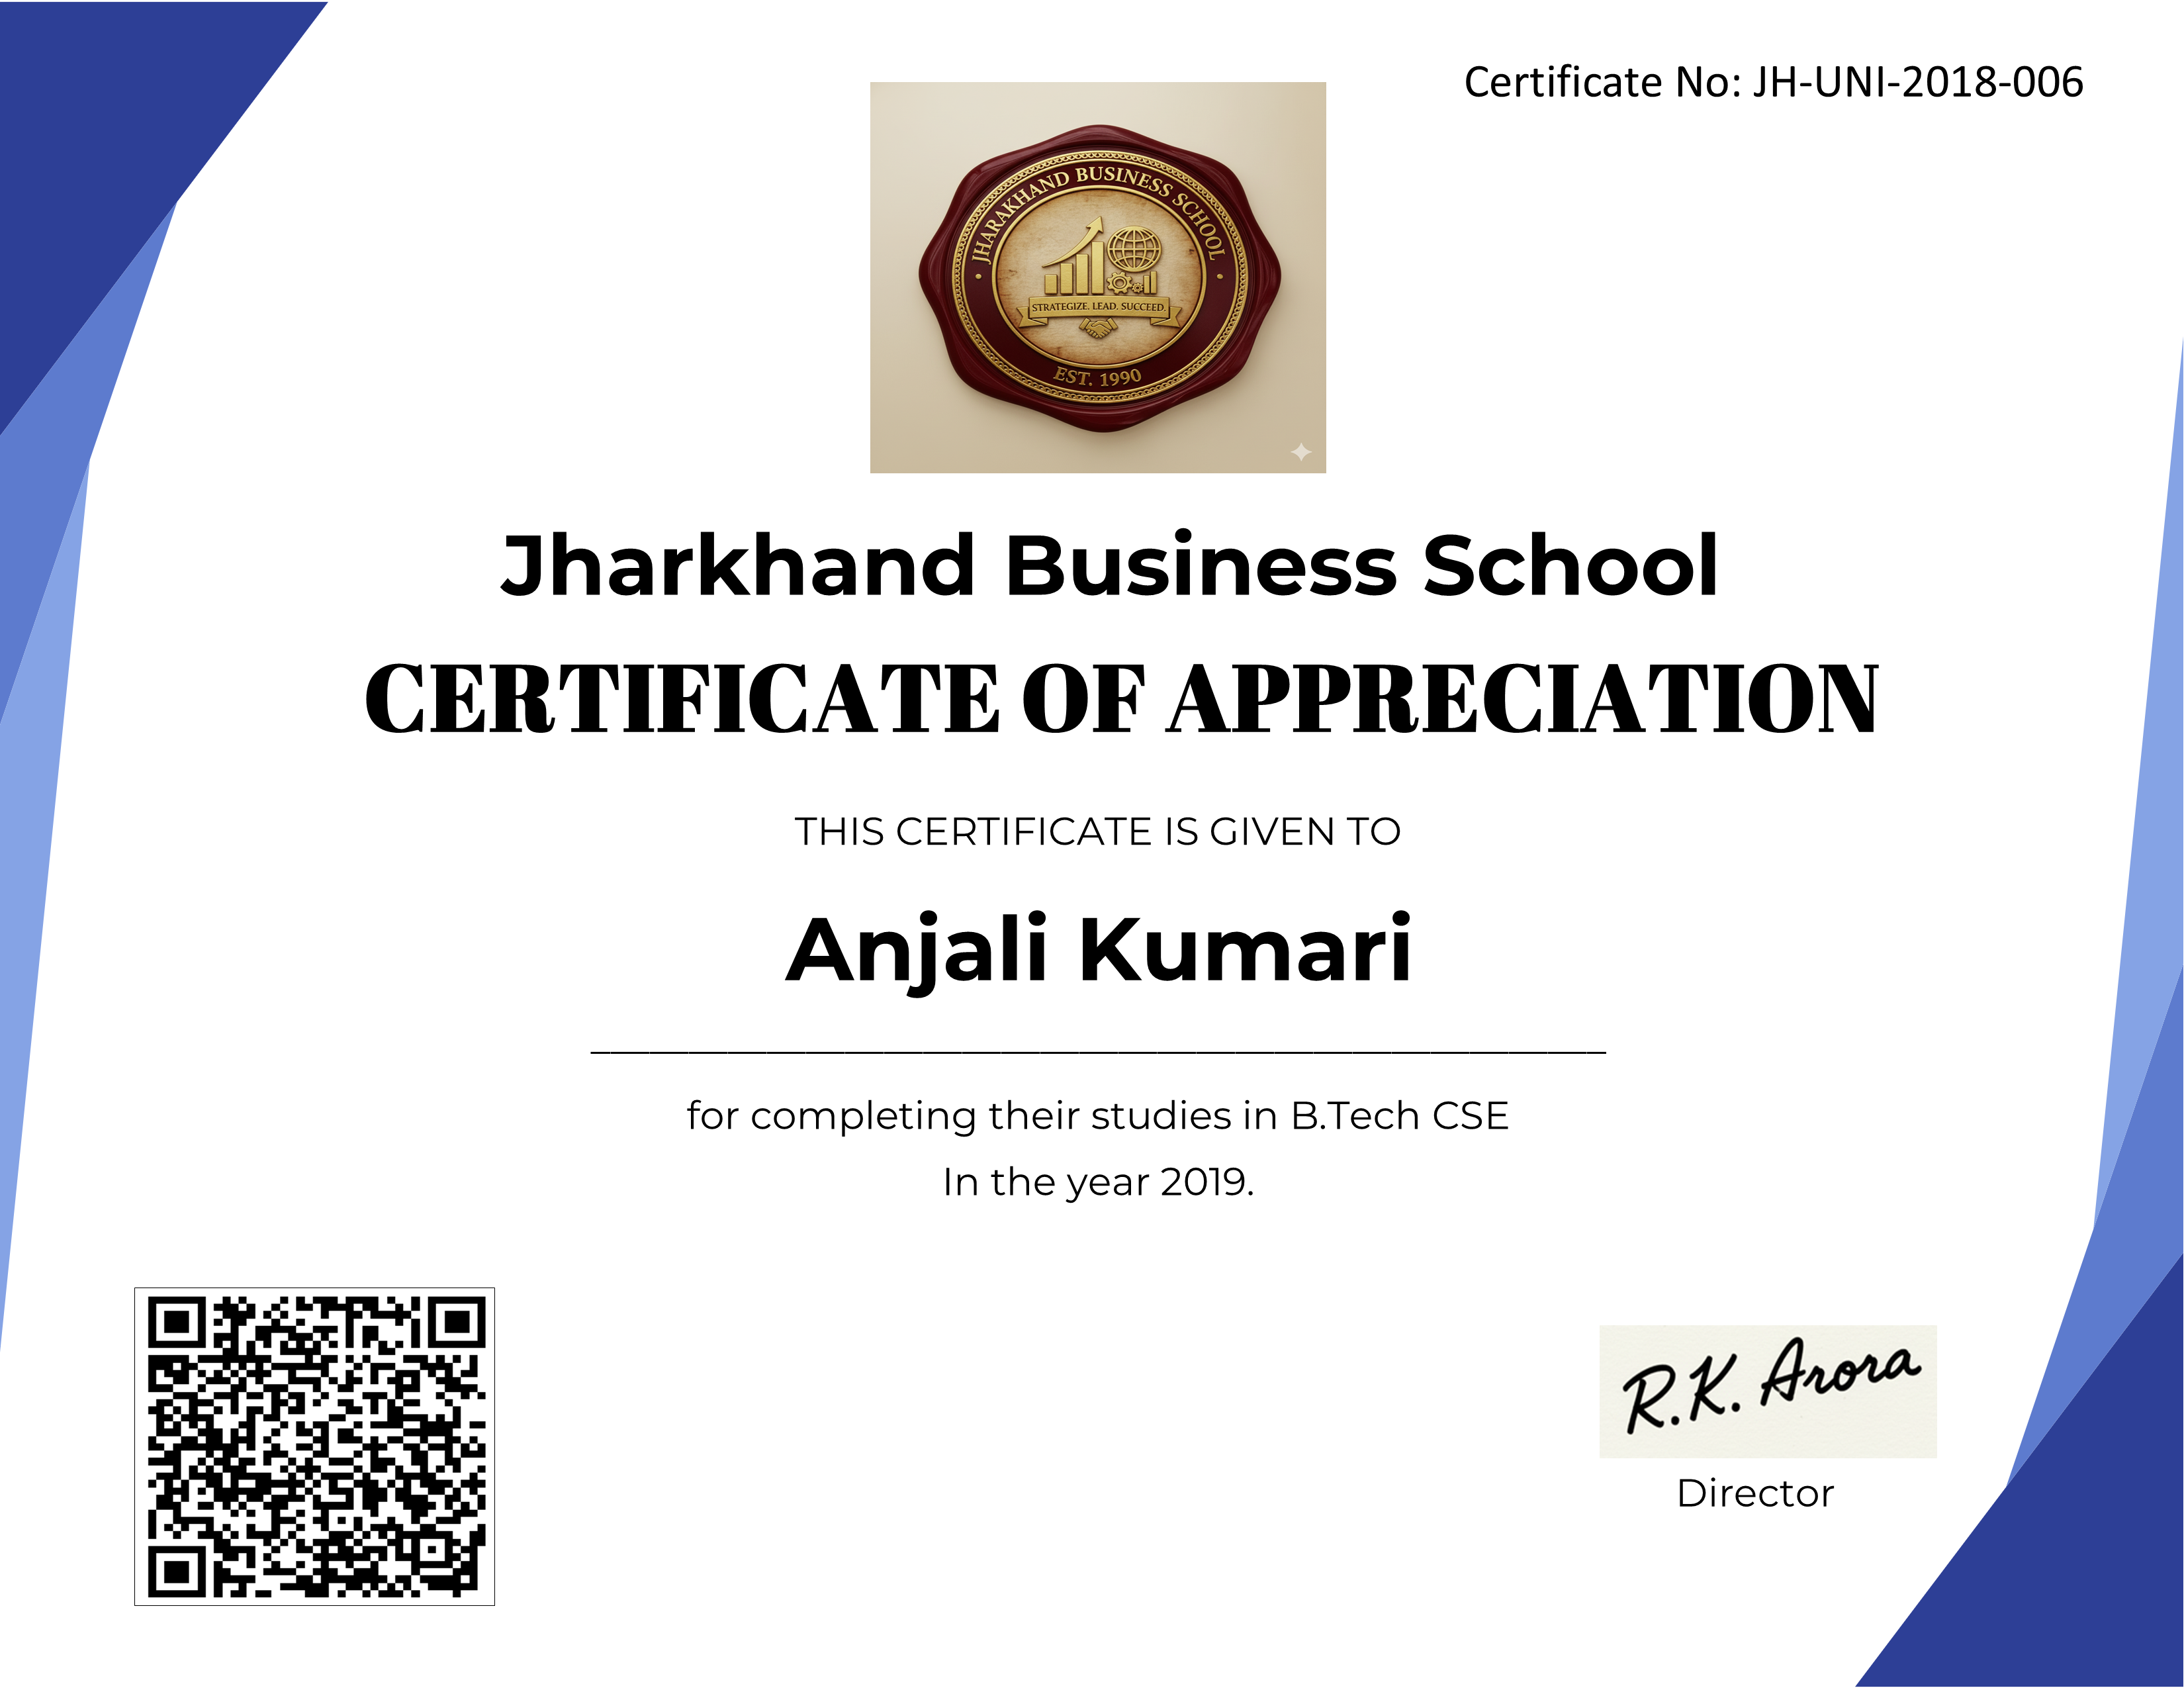 Certificate No: JH-UNI-2018-006
JHARAKHAND BUSINESS SCHOOL
STRATEGIZE. LEAD. SUCCEED.
EST. 1990
Jharkhand Business School
CERTIFICATE OF APPRECIATION
THIS CERTIFICATE IS GIVEN TO
Anjali Kumari
for completing their studies in B.Tech CSE
In the year 2019.
R.K. Arora
Director